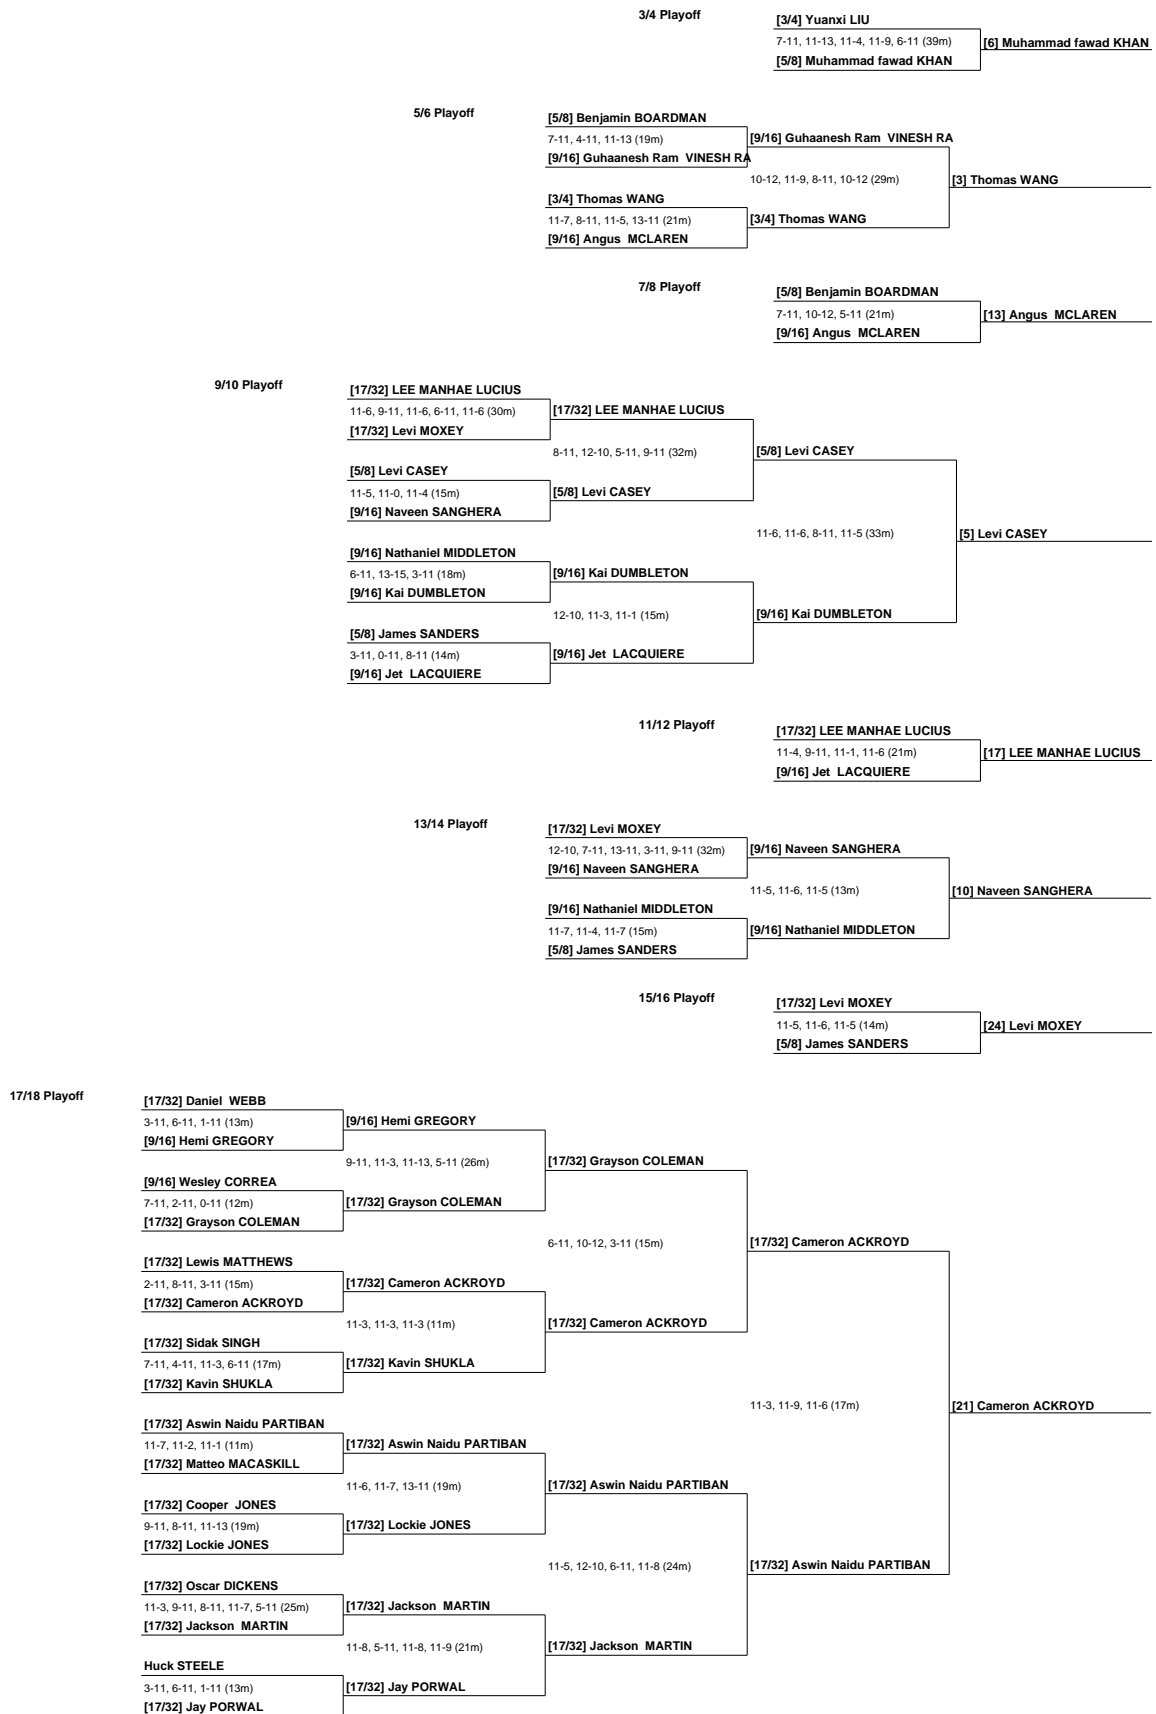 3/4 Playoff
[3/4] Yuanxi LIU
7-11, 11-13, 11-4, 11-9, 6-11 (39m)
[6] Muhammad fawad KHAN
[5/8] Muhammad fawad KHAN
5/6 Playoff
[5/8] Benjamin BOARDMAN
7-11, 4-11, 11-13 (19m)
[9/16] Guhaanesh Ram  VINESH RA
[9/16] Guhaanesh Ram  VINESH RA
10-12, 11-9, 8-11, 10-12 (29m)
[3] Thomas WANG
[3/4] Thomas WANG
11-7, 8-11, 11-5, 13-11 (21m)
[3/4] Thomas WANG
[9/16] Angus  MCLAREN
7/8 Playoff
[5/8] Benjamin BOARDMAN
7-11, 10-12, 5-11 (21m)
[13] Angus  MCLAREN
[9/16] Angus  MCLAREN
9/10 Playoff
[17/32] LEE MANHAE LUCIUS
11-6, 9-11, 11-6, 6-11, 11-6 (30m)
[17/32] LEE MANHAE LUCIUS
[17/32] Levi MOXEY
8-11, 12-10, 5-11, 9-11 (32m)
[5/8] Levi CASEY
[5/8] Levi CASEY
11-5, 11-0, 11-4 (15m)
[5/8] Levi CASEY
[9/16] Naveen SANGHERA
11-6, 11-6, 8-11, 11-5 (33m)
[5] Levi CASEY
[9/16] Nathaniel MIDDLETON
6-11, 13-15, 3-11 (18m)
[9/16] Kai DUMBLETON
[9/16] Kai DUMBLETON
12-10, 11-3, 11-1 (15m)
[9/16] Kai DUMBLETON
[5/8] James SANDERS
3-11, 0-11, 8-11 (14m)
[9/16] Jet  LACQUIERE
[9/16] Jet  LACQUIERE
11/12 Playoff
[17/32] LEE MANHAE LUCIUS
11-4, 9-11, 11-1, 11-6 (21m)
[17] LEE MANHAE LUCIUS
[9/16] Jet  LACQUIERE
13/14 Playoff
[17/32] Levi MOXEY
12-10, 7-11, 13-11, 3-11, 9-11 (32m)
[9/16] Naveen SANGHERA
[9/16] Naveen SANGHERA
11-5, 11-6, 11-5 (13m)
[10] Naveen SANGHERA
[9/16] Nathaniel MIDDLETON
11-7, 11-4, 11-7 (15m)
[9/16] Nathaniel MIDDLETON
[5/8] James SANDERS
15/16 Playoff
[17/32] Levi MOXEY
11-5, 11-6, 11-5 (14m)
[24] Levi MOXEY
[5/8] James SANDERS
17/18 Playoff
[17/32] Daniel  WEBB
3-11, 6-11, 1-11 (13m)
[9/16] Hemi GREGORY
[9/16] Hemi GREGORY
9-11, 11-3, 11-13, 5-11 (26m)
[17/32] Grayson COLEMAN
[9/16] Wesley CORREA
7-11, 2-11, 0-11 (12m)
[17/32] Grayson COLEMAN
[17/32] Grayson COLEMAN
6-11, 10-12, 3-11 (15m)
[17/32] Cameron ACKROYD
[17/32] Lewis MATTHEWS
2-11, 8-11, 3-11 (15m)
[17/32] Cameron ACKROYD
[17/32] Cameron ACKROYD
11-3, 11-3, 11-3 (11m)
[17/32] Cameron ACKROYD
[17/32] Sidak SINGH
7-11, 4-11, 11-3, 6-11 (17m)
[17/32] Kavin SHUKLA
[17/32] Kavin SHUKLA
11-3, 11-9, 11-6 (17m)
[21] Cameron ACKROYD
[17/32] Aswin Naidu PARTIBAN
11-7, 11-2, 11-1 (11m)
[17/32] Aswin Naidu PARTIBAN
[17/32] Matteo MACASKILL
11-6, 11-7, 13-11 (19m)
[17/32] Aswin Naidu PARTIBAN
[17/32] Cooper  JONES
9-11, 8-11, 11-13 (19m)
[17/32] Lockie JONES
[17/32] Lockie JONES
11-5, 12-10, 6-11, 11-8 (24m)
[17/32] Aswin Naidu PARTIBAN
[17/32] Oscar DICKENS
11-3, 9-11, 8-11, 11-7, 5-11 (25m)
[17/32] Jackson  MARTIN
[17/32] Jackson  MARTIN
11-8, 5-11, 11-8, 11-9 (21m)
[17/32] Jackson  MARTIN
Huck STEELE
3-11, 6-11, 1-11 (13m)
[17/32] Jay PORWAL
[17/32] Jay PORWAL